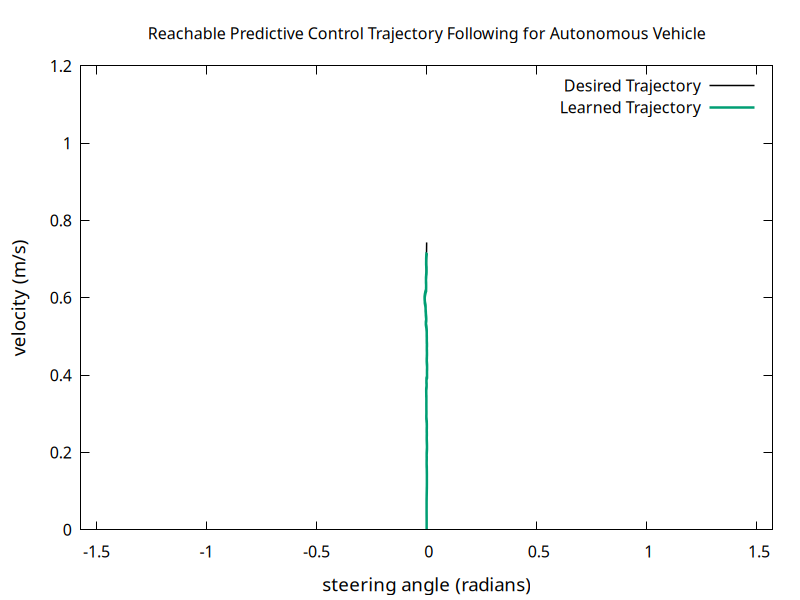 Reachable Predictive Control Trajectory Following for Autonomous Vehicle
Desired Trajectory
Learned Trajectory
velocity (m/s)
1.2
1
0.8
0.6
0.4
0.2
0
-1.5 -1 -0.5 0 0.5 1 1.5
steering angle (radians)